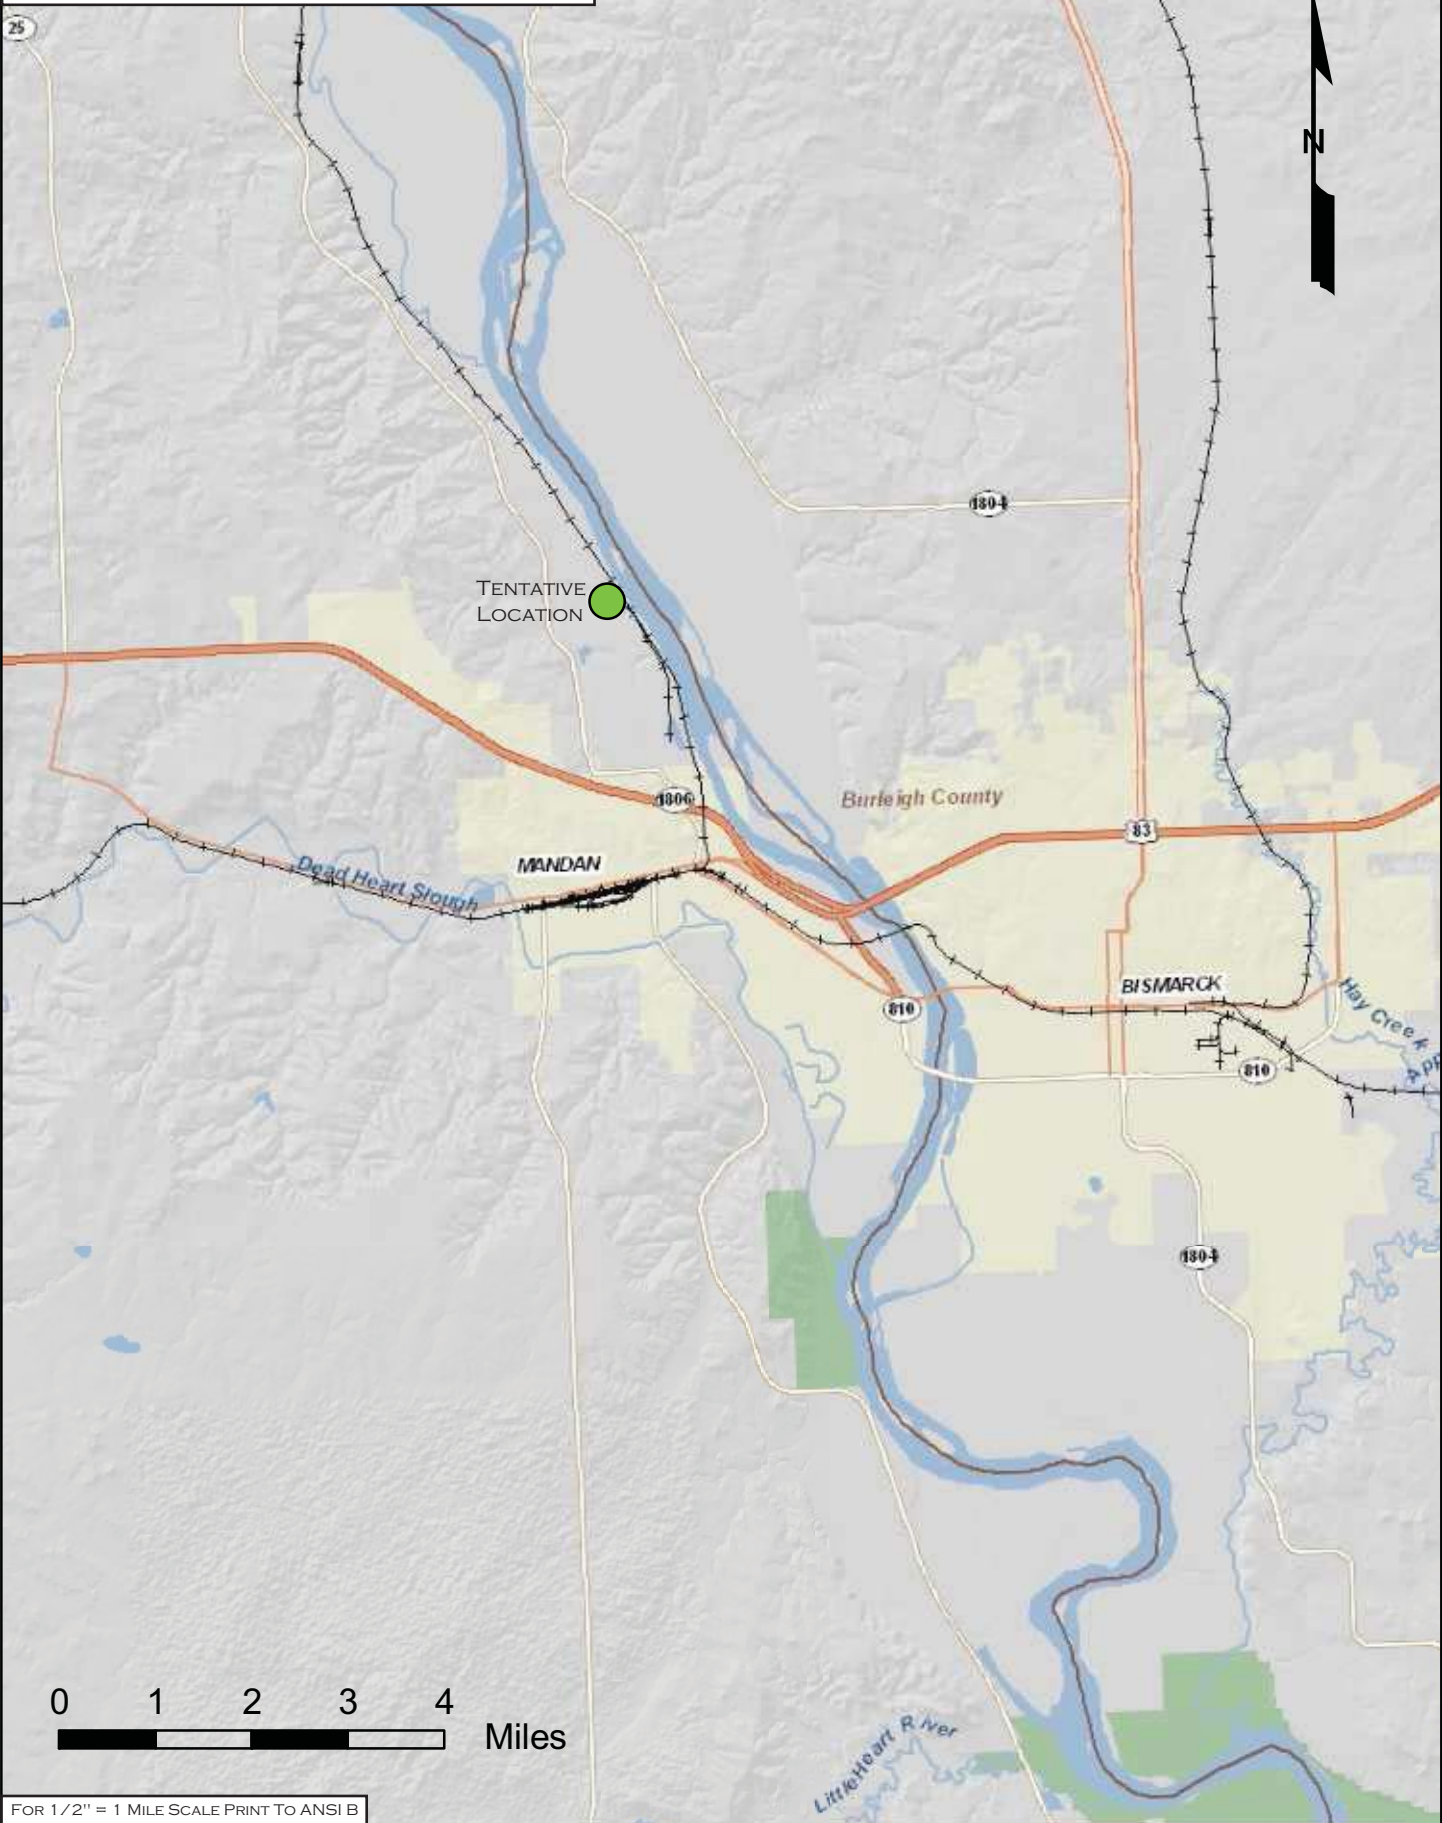 25
N
1804
TENTATIVE
LOCATION
1806
Burleigh County
83
MANDAN
Dead Heart Slough
BISMARCK
810
Hay Creek
810
App
1804
0 1 2 3 4
Miles
Little Heart River
FOR 1/2" = 1 MILE SCALE PRINT TO ANSI B